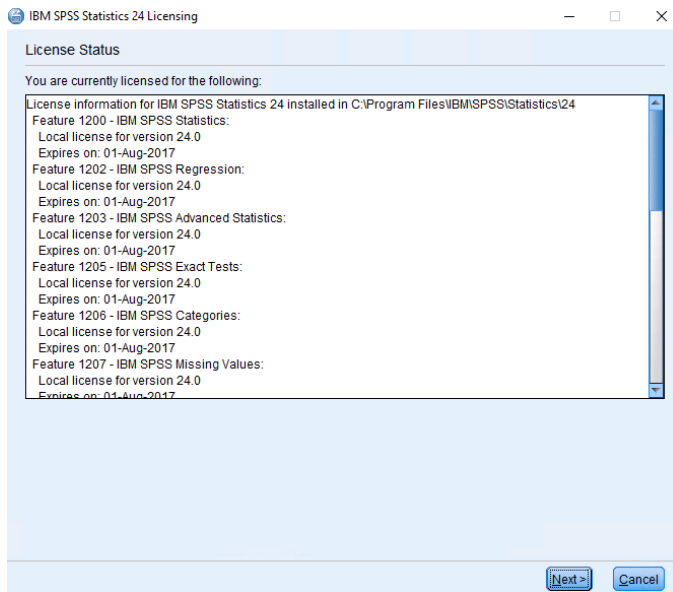 IBM SPSS Statistics 24 Licensing
License Status
You are currently licensed for the following:
License information for IBM SPSS Statistics 24 installed in C:\Program Files\IBM\SPSS\Statistics\24
Feature 1200 - IBM SPSS Statistics:
Local license for version 24.0
Expires on: 01-Aug-2017
Feature 1202 - IBM SPSS Regression:
Local license for version 24.0
Expires on: 01-Aug-2017
Feature 1203 - IBM SPSS Advanced Statistics:
Local license for version 24.0
Expires on: 01-Aug-2017
Feature 1205 - IBM SPSS Exact Tests:
Local license for version 24.0
Expires on: 01-Aug-2017
Feature 1206 - IBM SPSS Categories:
Local license for version 24.0
Expires on: 01-Aug-2017
Feature 1207 - IBM SPSS Missing Values:
Local license for version 24.0
Expires on: 01-Aug-2017
Next > Cancel